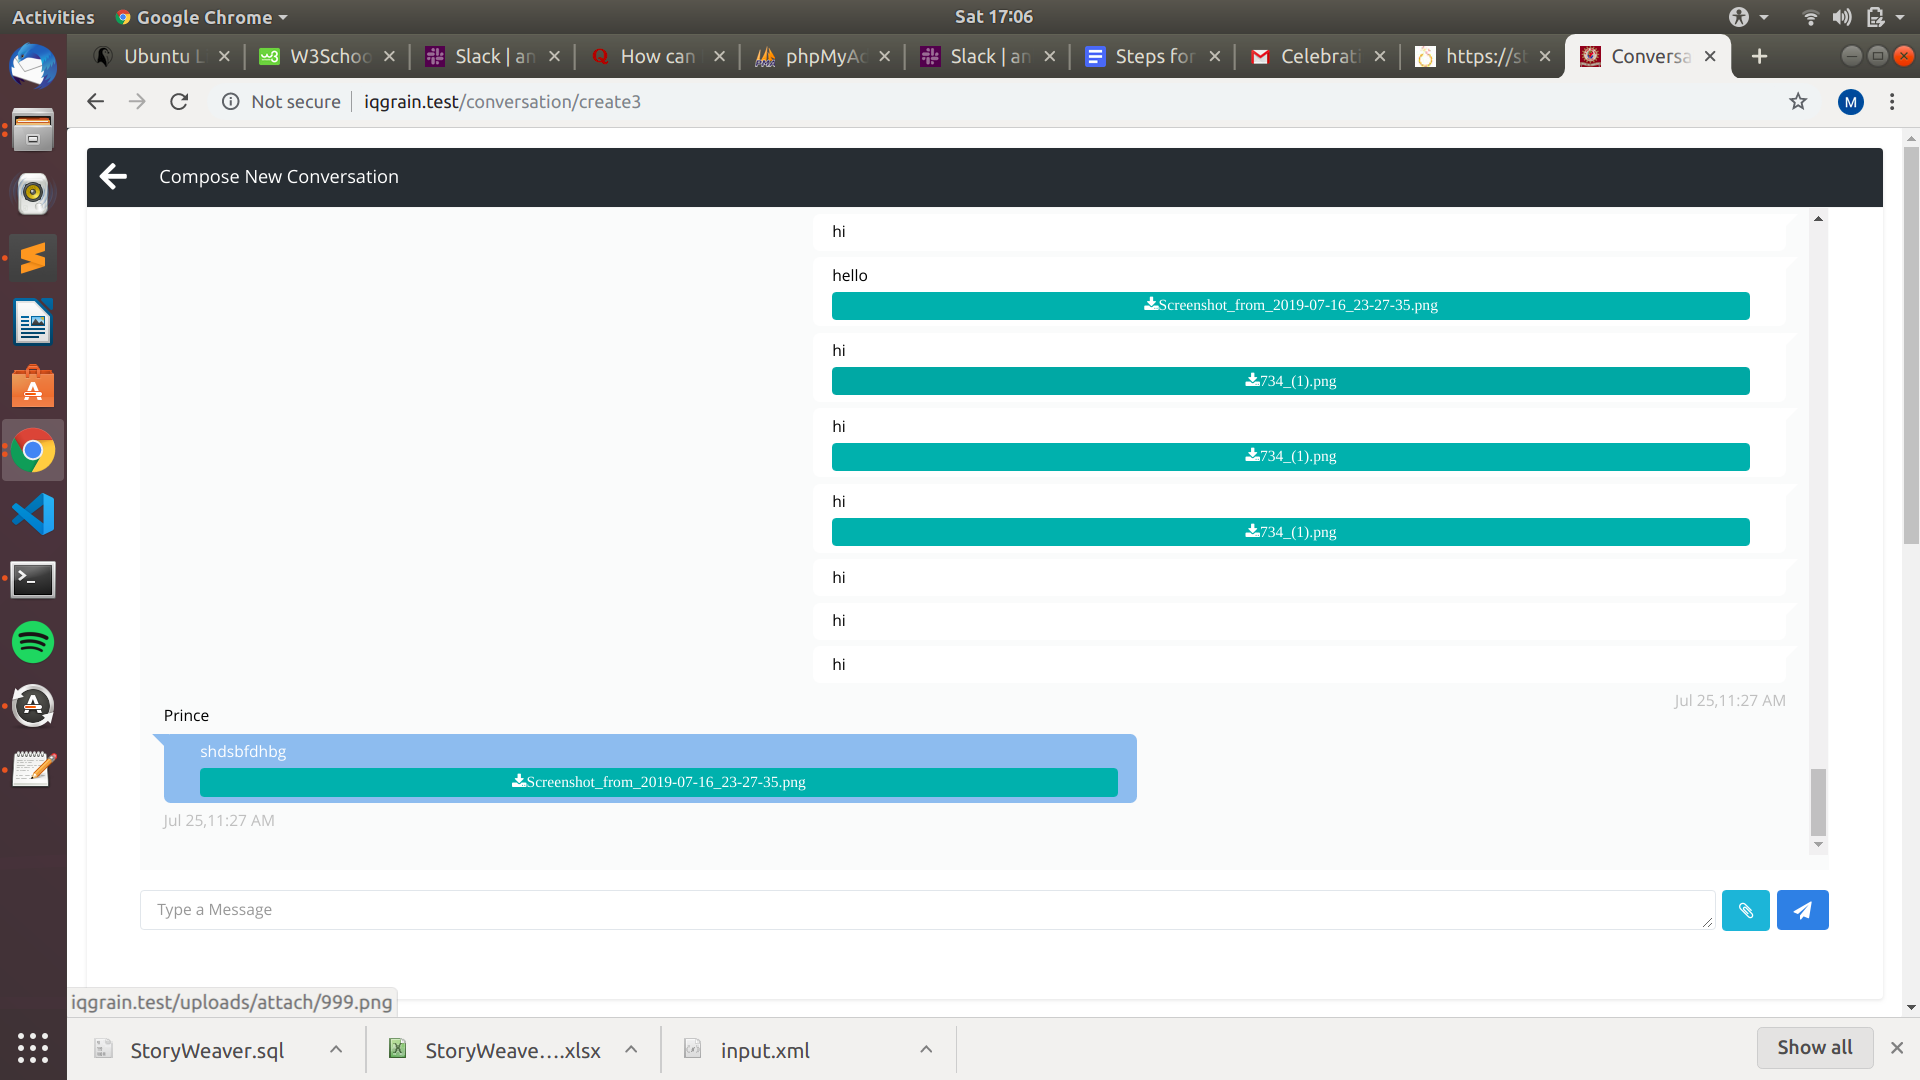 Activities
Google Chrome
Sat 17:06
Ubuntu L
W3Schoo
Slack | an
How can
phpMyAd
Slack | an
Steps for
Celebrati
https://st
Conversa
Not secure
iqgrain.test/conversation/create3
M
Compose New Conversation
hi
hello
Screenshot_from_2019-07-16_23-27-35.png
hi
734_(1).png
hi
734_(1).png
hi
734_(1).png
hi
hi
hi
Jul 25,11:27 AM
Prince
shdsbfdhbg
Screenshot_from_2019-07-16_23-27-35.png
Jul 25,11:27 AM
Type a Message
iqgrain.test/uploads/attach/999.png
StoryWeaver.sql
StoryWeave....xlsx
input.xml
Show all